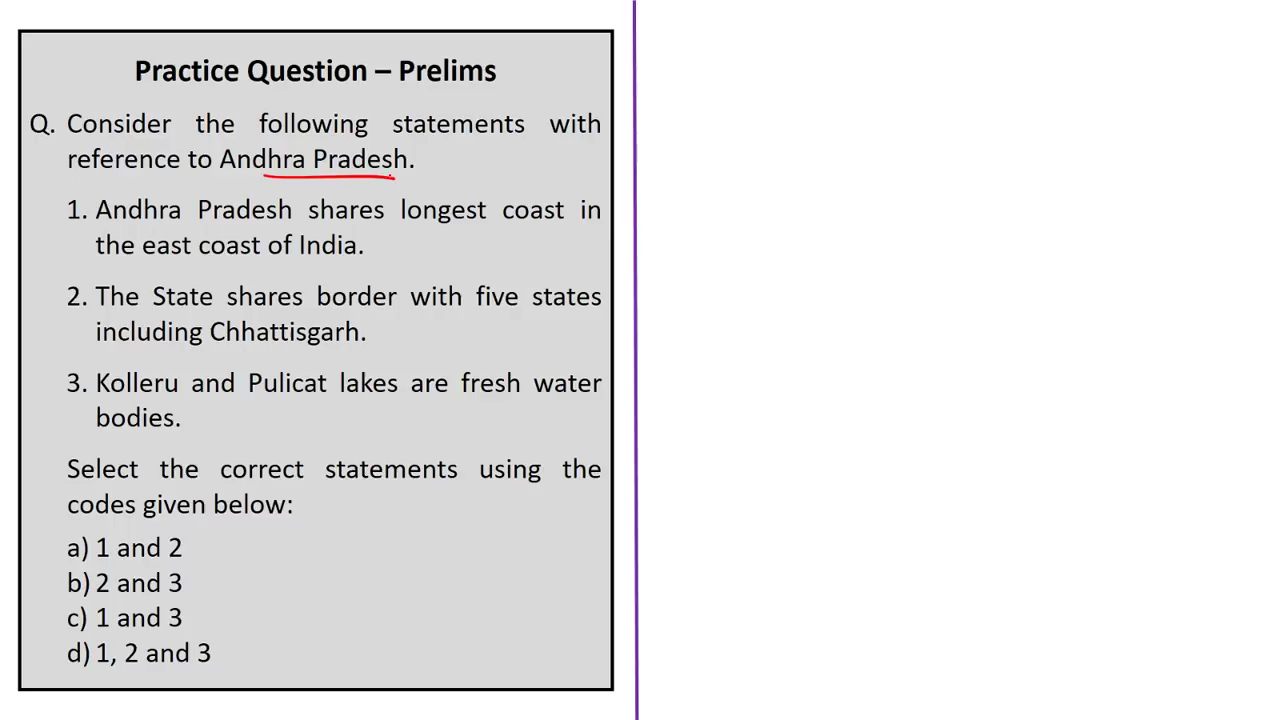 Practice Question – Prelims
Q. Consider the following statements with
reference to Andhra Pradesh.
1. Andhra Pradesh shares longest coast in
the east coast of India.
2. The State shares border with five states
including Chhattisgarh.
3. Kolleru and Pulicat lakes are fresh water
bodies.
Select the correct statements using the
codes given below:
a) 1 and 2
b) 2 and 3
c) 1 and 3
d) 1, 2 and 3